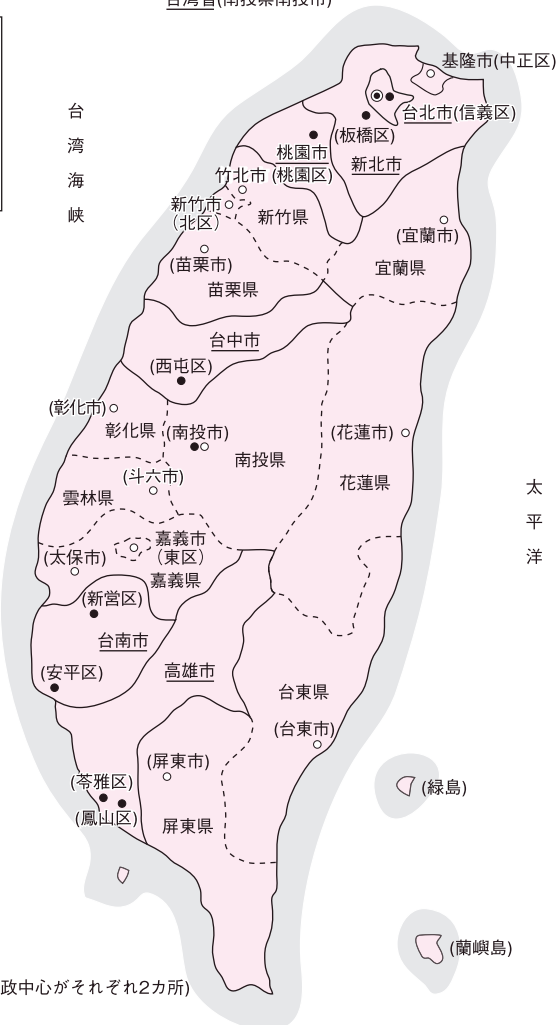 台湾省(南投県南投市)
台湾海峡
基隆市(中正区)
台北市(信義区)
(板橋区)
新北市
桃園市
(桃園区)
竹北市
新竹市
(北区)
新竹県
(宜蘭市)
宜蘭県
(苗栗市)
苗栗県
台中市
(西屯区)
(彰化市)
彰化県
(南投市)
南投県
(花蓮市)
花蓮県
(斗六市)
雲林県
太平洋
嘉義市
(東区)
(太保市)
嘉義県
(新営区)
台南市
(安平区)
高雄市
台東県
(台東市)
(屏東市)
屏東県
(苓雅区)
(鳳山区)
(緑島)
(蘭嶼島)
政中心がそれぞれ2カ所)